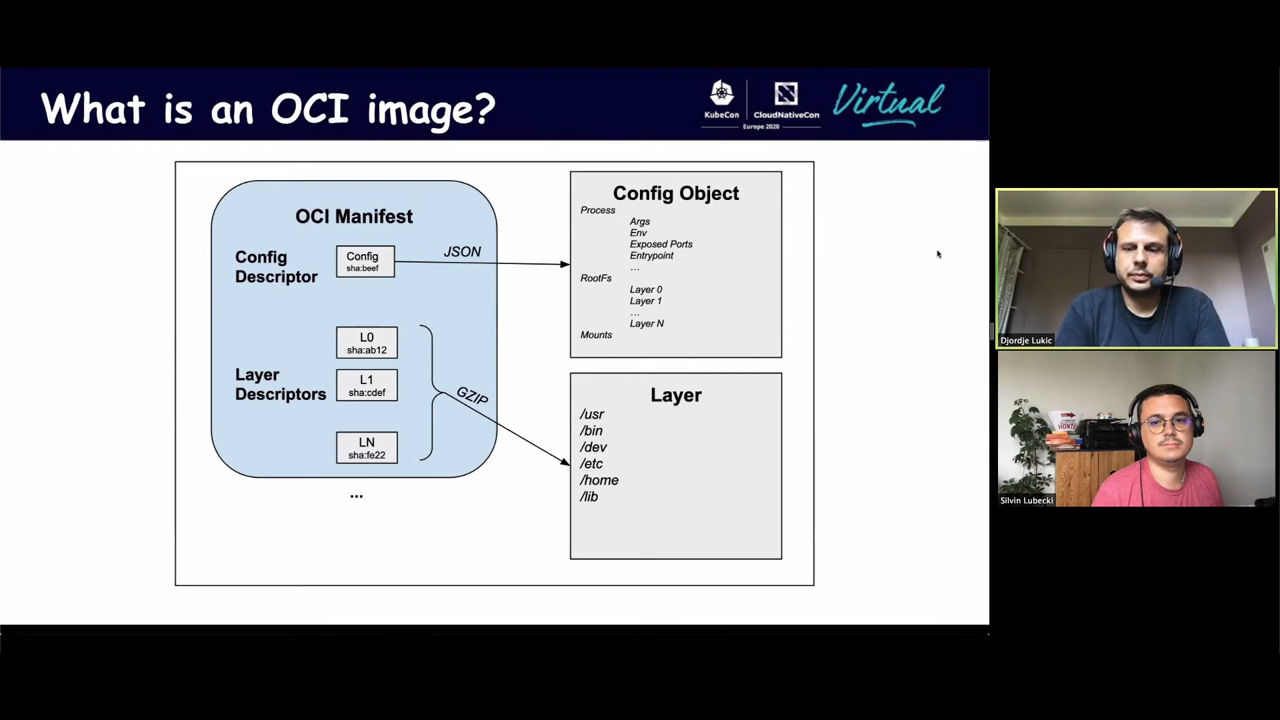 What is an OCI image?
KubeCon
CloudNativeCon
Europe 2020
Virtual
OCI Manifest
Config
Descriptor
Config
sha:beef
JSON
L0
sha:ab12
Layer
Descriptors
L1
sha:cdef
GZIP
LN
sha:fe22
...
Config Object
Process
Args
Env
Exposed Ports
Entrypoint
...
RootFs
Layer 0
Layer 1
...
Layer N
Mounts
Layer
/usr
/bin
/dev
/etc
/home
/lib
Djordje Lukic
Silvin Lubecki